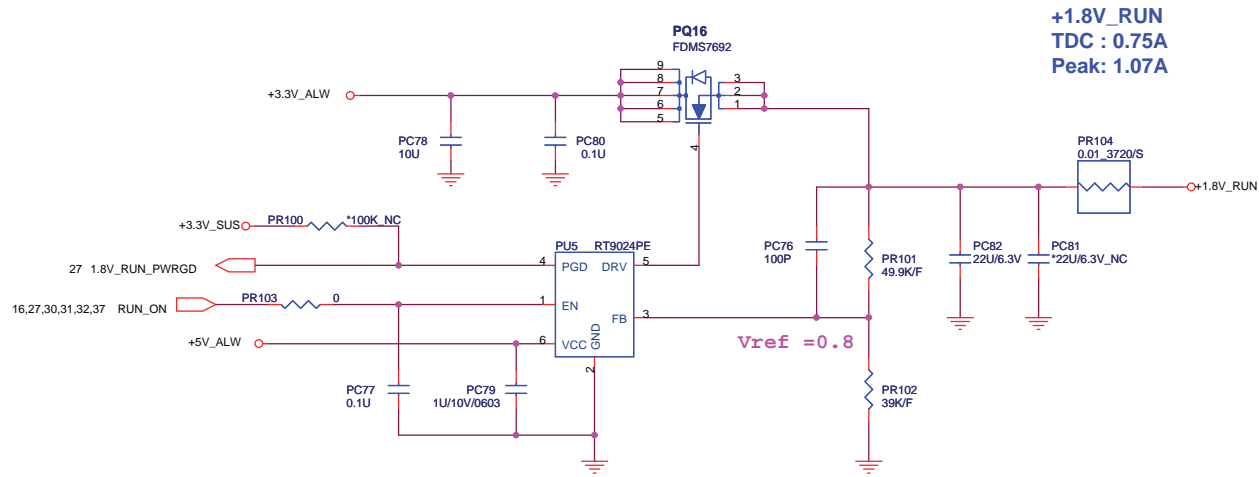 +1.8V_RUN
TDC : 0.75A
Peak: 1.07A
PQ16
FDMS7692
9
8
7
6
5
3
2
1
4
+3.3V_ALW
PC78
10U
PC80
0.1U
PR104
0.01_3720/S
+1.8V_RUN
+3.3V_SUS
PR100
*100K_NC
PC76
100P
PR101
49.9K/F
PC82
22U/6.3V
PC81
*22U/6.3V_NC
PU5
RT9024PE
27 1.8V_RUN_PWRGD
4
PGD
DRV
5
16,27,30,31,32,37 RUN_ON
PR103
0
1
EN
FB
3
+5V_ALW
6
VCC
GND
2
Vref =0.8
PC77
0.1U
PC79
1U/10V/0603
PR102
39K/F